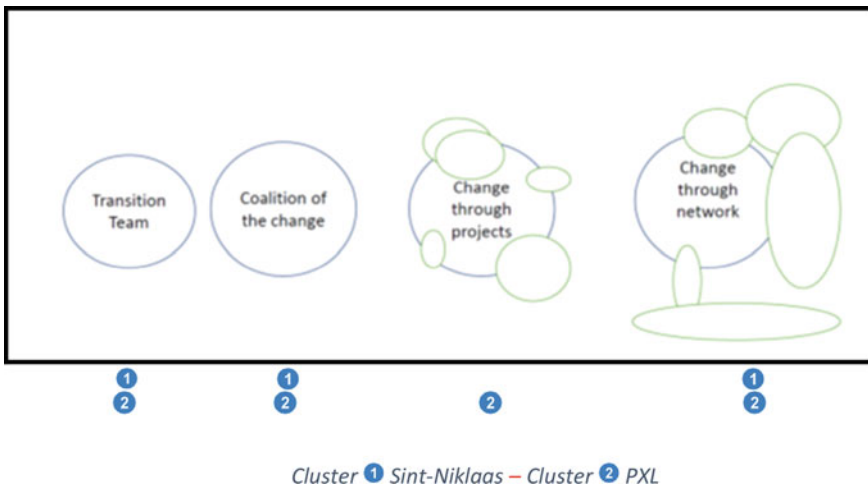 Transition
Team
Coalition of
the change
Change
through
projects
Change
through
network
1
2
1
2
2
1
2
Cluster 1 Sint-Niklaas – Cluster 2 PXL